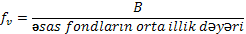 f_v = B / əsas fondların orta illik dəyəri